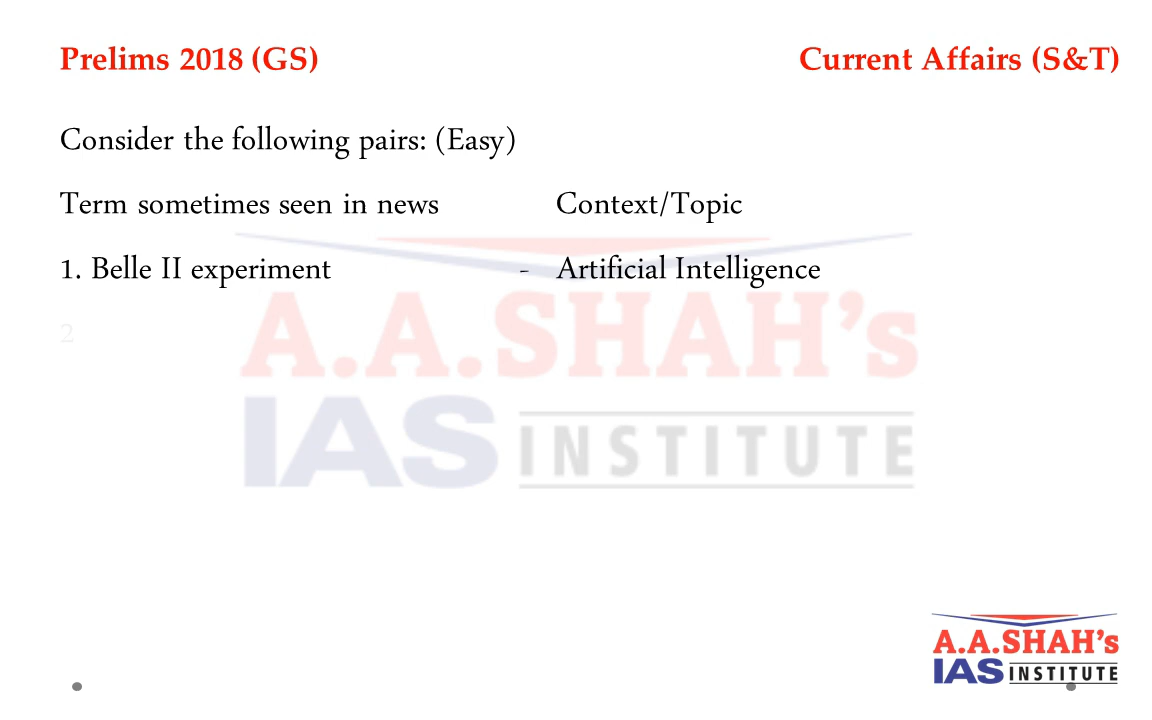 Prelims 2018 (GS) Current Affairs (S&T)
Consider the following pairs: (Easy)
Term sometimes seen in news Context/Topic
1. Belle II experiment - Artificial Intelligence
2
A.A.SHAH's
IAS INSTITUTE
A.A.SHAH's
IAS INSTITUTE